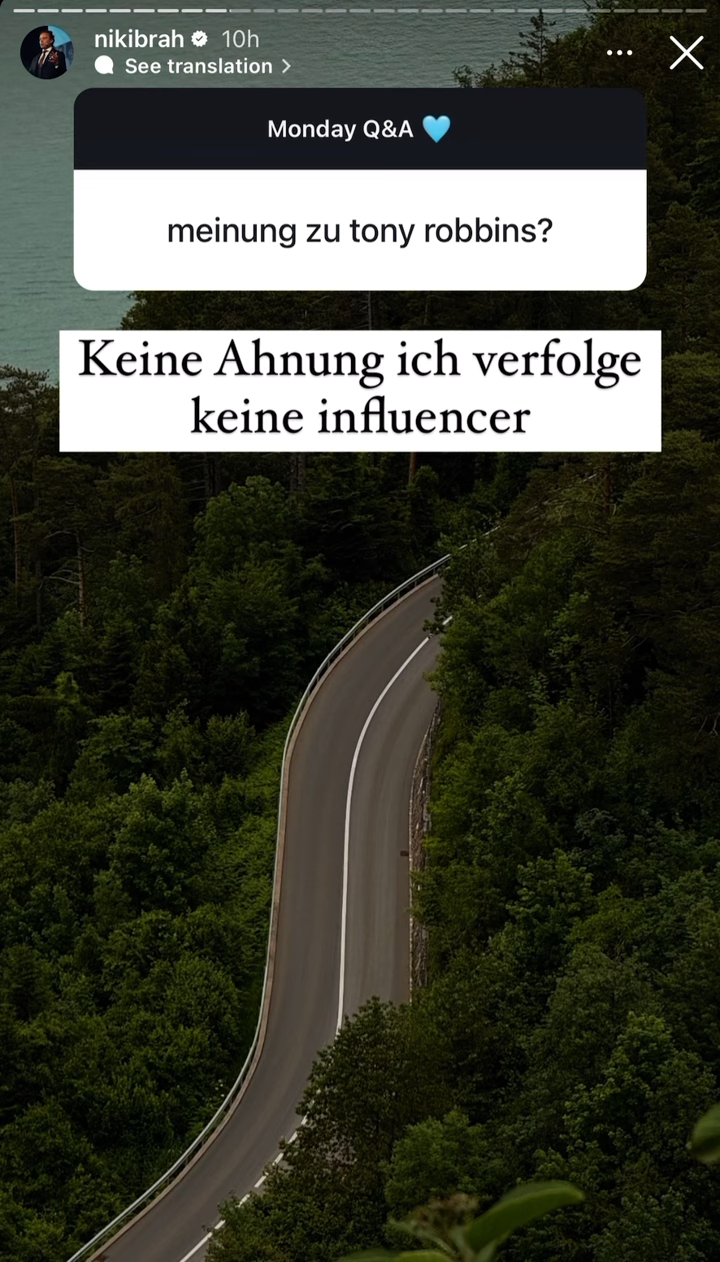 nikibrah 10h
See translation
Monday Q&A 🩵
meinung zu tony robbins?
Keine Ahnung ich verfolge
keine influencer